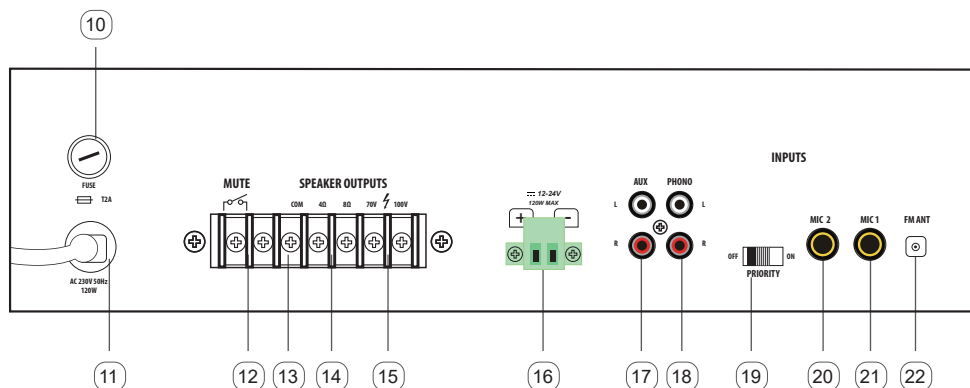 10
INPUTS
FUSE
T2A
MUTE
SPEAKER OUTPUTS
COM 4Ω 8Ω 70V 100V
12-24V
120W MAX
+ -
AUX PHONO
L L
R R
OFF ON
PRIORITY
MIC 2 MIC 1 FM ANT
AC 230V 50Hz
120W
11 12 13 14 15 16 17 18 19 20 21 22